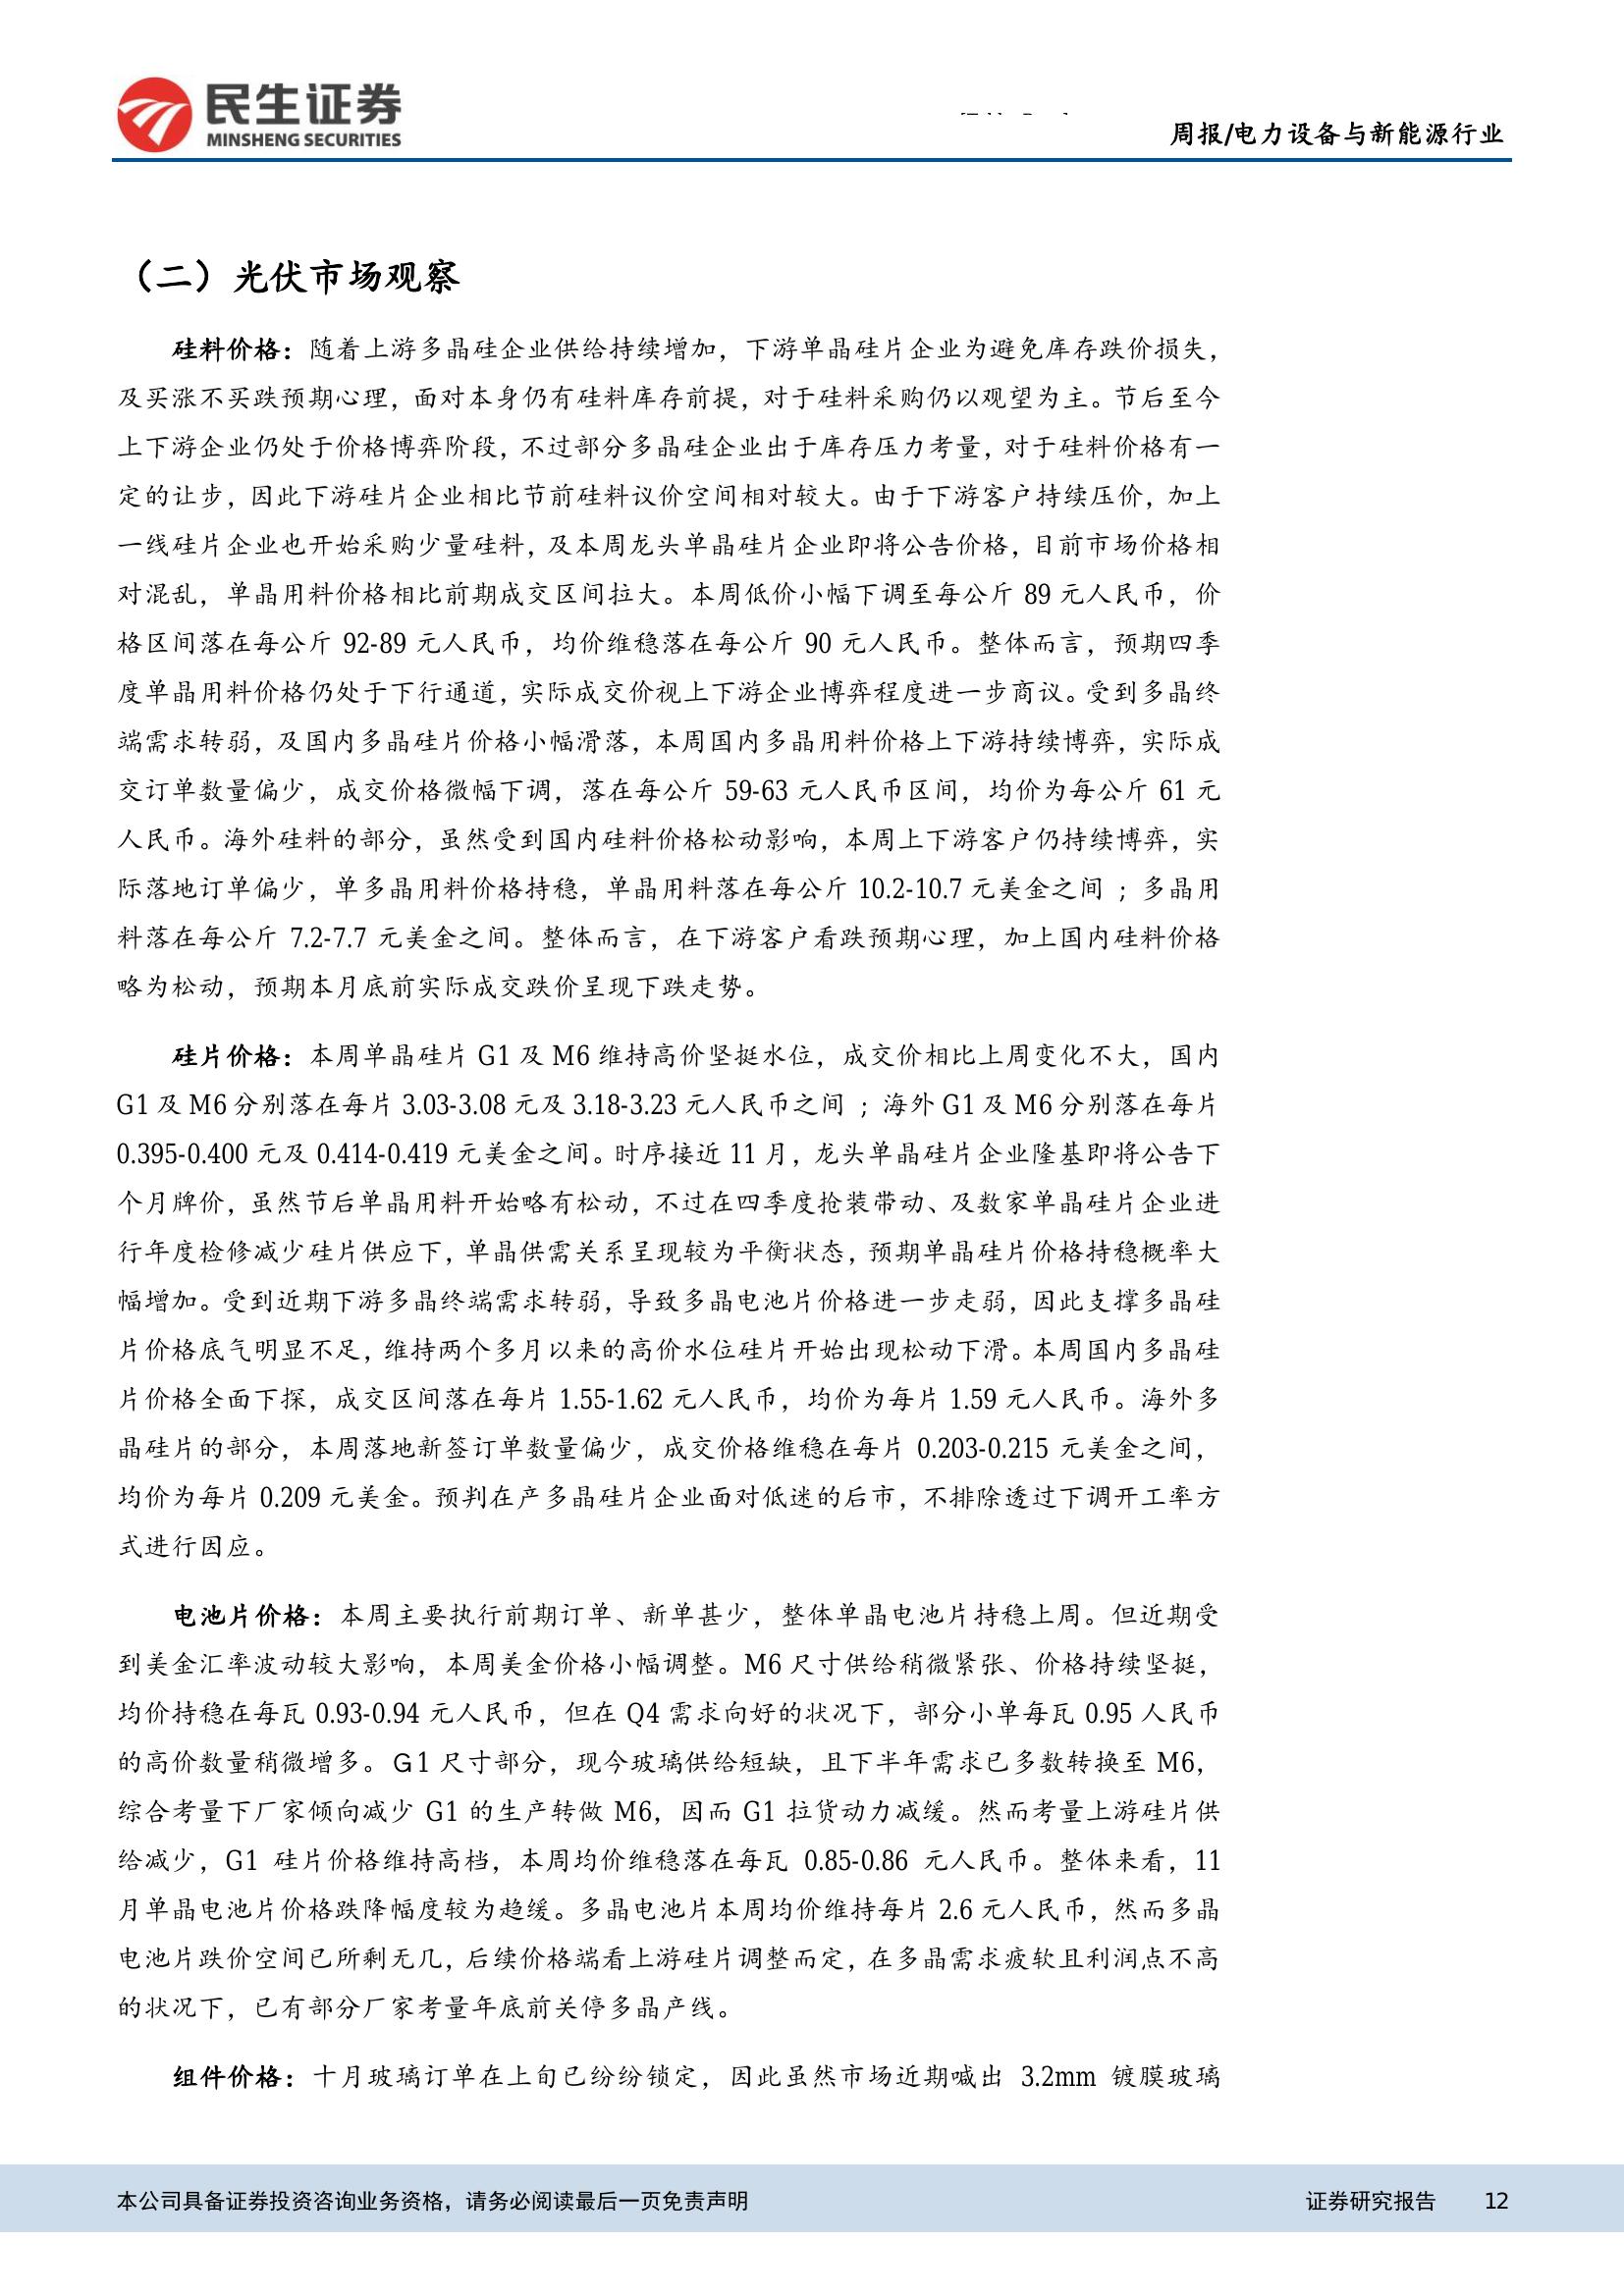 民生证券
MINSHENG SECURITIES
周报/电力设备与新能源行业
（二）光伏市场观察
硅料价格：随着上游多晶硅企业供给持续增加，下游单晶硅片企业为避免库存跌价损失，
及买涨不买跌预期心理，面对本身仍有硅料库存前提，对于硅料采购仍以观望为主。节后至今
上下游企业仍处于价格博弈阶段，不过部分多晶硅企业出于库存压力考量，对于硅料价格有一
定的让步，因此下游硅片企业相比节前硅料议价空间相对较大。由于下游客户持续压价，加上
一线硅片企业也开始采购少量硅料，及本周龙头单晶硅片企业即将公告价格，目前市场价格相
对混乱，单晶用料价格相比前期成交区间拉大。本周低价小幅下调至每公斤 89 元人民币，价
格区间落在每公斤 92-89 元人民币，均价维稳落在每公斤 90 元人民币。整体而言，预期四季
度单晶用料价格仍处于下行通道，实际成交价视上下游企业博弈程度进一步商议。受到多晶终
端需求转弱，及国内多晶硅片价格小幅滑落，本周国内多晶用料价格上下游持续博弈，实际成
交订单数量偏少，成交价格微幅下调，落在每公斤 59-63 元人民币区间，均价为每公斤 61 元
人民币。海外硅料的部分，虽然受到国内硅料价格松动影响，本周上下游客户仍持续博弈，实
际落地订单偏少，单多晶用料价格持稳，单晶用料落在每公斤 10.2-10.7 元美金之间 ；多晶用
料落在每公斤 7.2-7.7 元美金之间。整体而言，在下游客户看跌预期心理，加上国内硅料价格
略为松动，预期本月底前实际成交跌价呈现下跌走势。
硅片价格：本周单晶硅片 G1 及 M6 维持高价坚挺水位，成交价相比上周变化不大，国内
G1 及 M6 分别落在每片 3.03-3.08 元及 3.18-3.23 元人民币之间 ；海外 G1 及 M6 分别落在每片
0.395-0.400 元及 0.414-0.419 元美金之间。时序接近 11 月，龙头单晶硅片企业隆基即将公告下
个月牌价，虽然节后单晶用料开始略有松动，不过在四季度抢装带动、及数家单晶硅片企业进
行年度检修减少硅片供应下，单晶供需关系呈现较为平衡状态，预期单晶硅片价格持稳概率大
幅增加。受到近期下游多晶终端需求转弱，导致多晶电池片价格进一步走弱，因此支撑多晶硅
片价格底气明显不足，维持两个多月以来的高价水位硅片开始出现松动下滑。本周国内多晶硅
片价格全面下探，成交区间落在每片 1.55-1.62 元人民币，均价为每片 1.59 元人民币。海外多
晶硅片的部分，本周落地新签订单数量偏少，成交价格维稳在每片 0.203-0.215 元美金之间，
均价为每片 0.209 元美金。预判在产多晶硅片企业面对低迷的后市，不排除透过下调开工率方
式进行因应。
电池片价格：本周主要执行前期订单、新单甚少，整体单晶电池片持稳上周。但近期受
到美金汇率波动较大影响，本周美金价格小幅调整。M6 尺寸供给稍微紧张、价格持续坚挺，
均价持稳在每瓦 0.93-0.94 元人民币，但在 Q4 需求向好的状况下，部分小单每瓦 0.95 人民币
的高价数量稍微增多。G1 尺寸部分，现今玻璃供给短缺，且下半年需求已多数转换至 M6，
综合考量下厂家倾向减少 G1 的生产转做 M6，因而 G1 拉货动力减缓。然而考量上游硅片供
给减少，G1 硅片价格维持高档，本周均价维稳落在每瓦 0.85-0.86 元人民币。整体来看，11
月单晶电池片价格跌降幅度较为趋缓。多晶电池片本周均价维持每片 2.6 元人民币，然而多晶
电池片跌价空间已所剩无几，后续价格端看上游硅片调整而定，在多晶需求疲软且利润点不高
的状况下，已有部分厂家考量年底前关停多晶产线。
组件价格：十月玻璃订单在上旬已纷纷锁定，因此虽然市场近期喊出 3.2mm 镀膜玻璃
本公司具备证券投资咨询业务资格，请务必阅读最后一页免责声明
证券研究报告 12